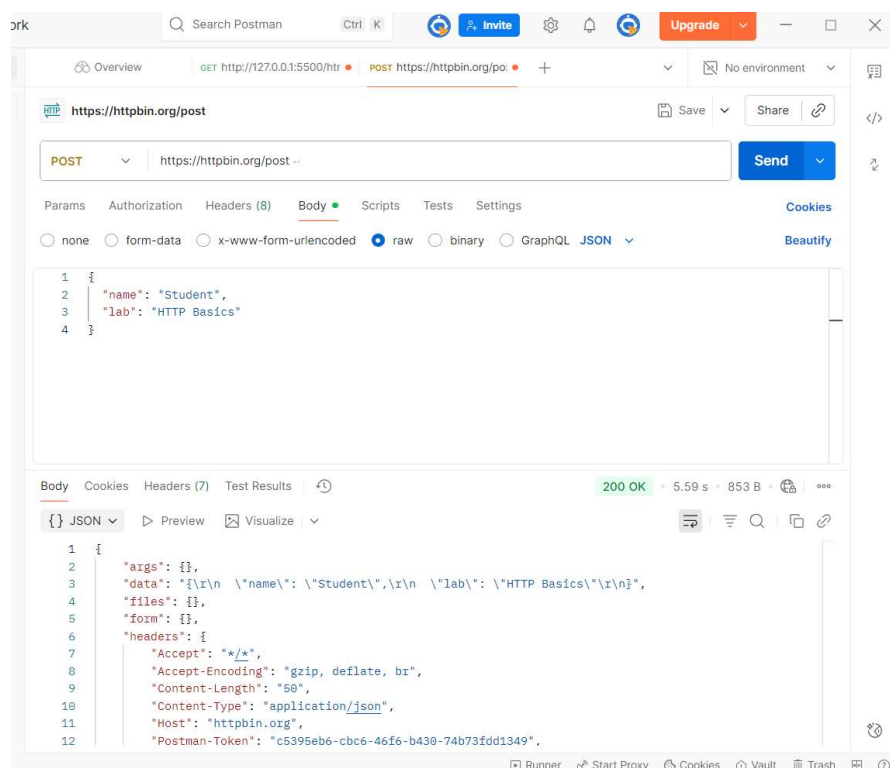 ork Search Postman Ctrl K Invite Upgrade
Overview GET http://127.0.0.1:5500/htr POST https://httpbin.org/po: No environment
HTTP https://httpbin.org/post Save Share
POST https://httpbin.org/post Send
Params Authorization Headers (8) Body Scripts Tests Settings Cookies
none form-data x-www-form-urlencoded raw binary GraphQL JSON Beautify
1 {
2 "name": "Student",
3 "lab": "HTTP Basics"
4 }
Body Cookies Headers (7) Test Results 200 OK 5.59 s 853 B
{} JSON Preview Visualize
1 {
2 "args": {},
3 "data": "{\r\n  \"name\": \"Student\",\r\n  \"lab\": \"HTTP Basics\"\r\n}",
4 "files": {},
5 "form": {},
6 "headers": {
7 "Accept": "*/*",
8 "Accept-Encoding": "gzip, deflate, br",
9 "Content-Length": "50",
10 "Content-Type": "application/json",
11 "Host": "httpbin.org",
12 "Postman-Token": "c5395eb6-cbc6-46f6-b430-74b73fdd1349",
Runner Start Proxy Cookies Vault Trash